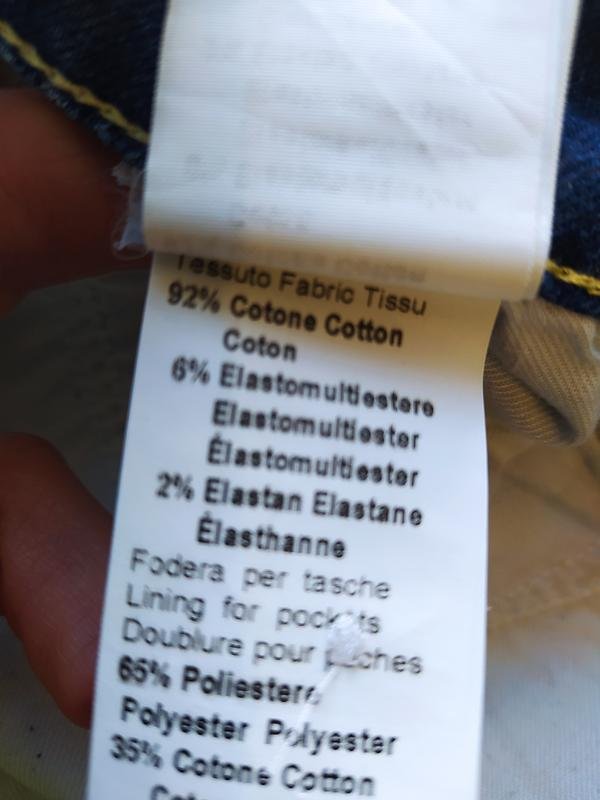 Tessuto Fabric Tissu
92% Cotone Cotton
Coton
6% Elastomultiestere
Elastomultiester
Élastomultiester
2% Elastan Elastane
Élasthanne
Fodera per tasche
Lining for pockets
Doublure pour poches
65% Poliestere
Polyester Polyester
35% Cotone Cotton